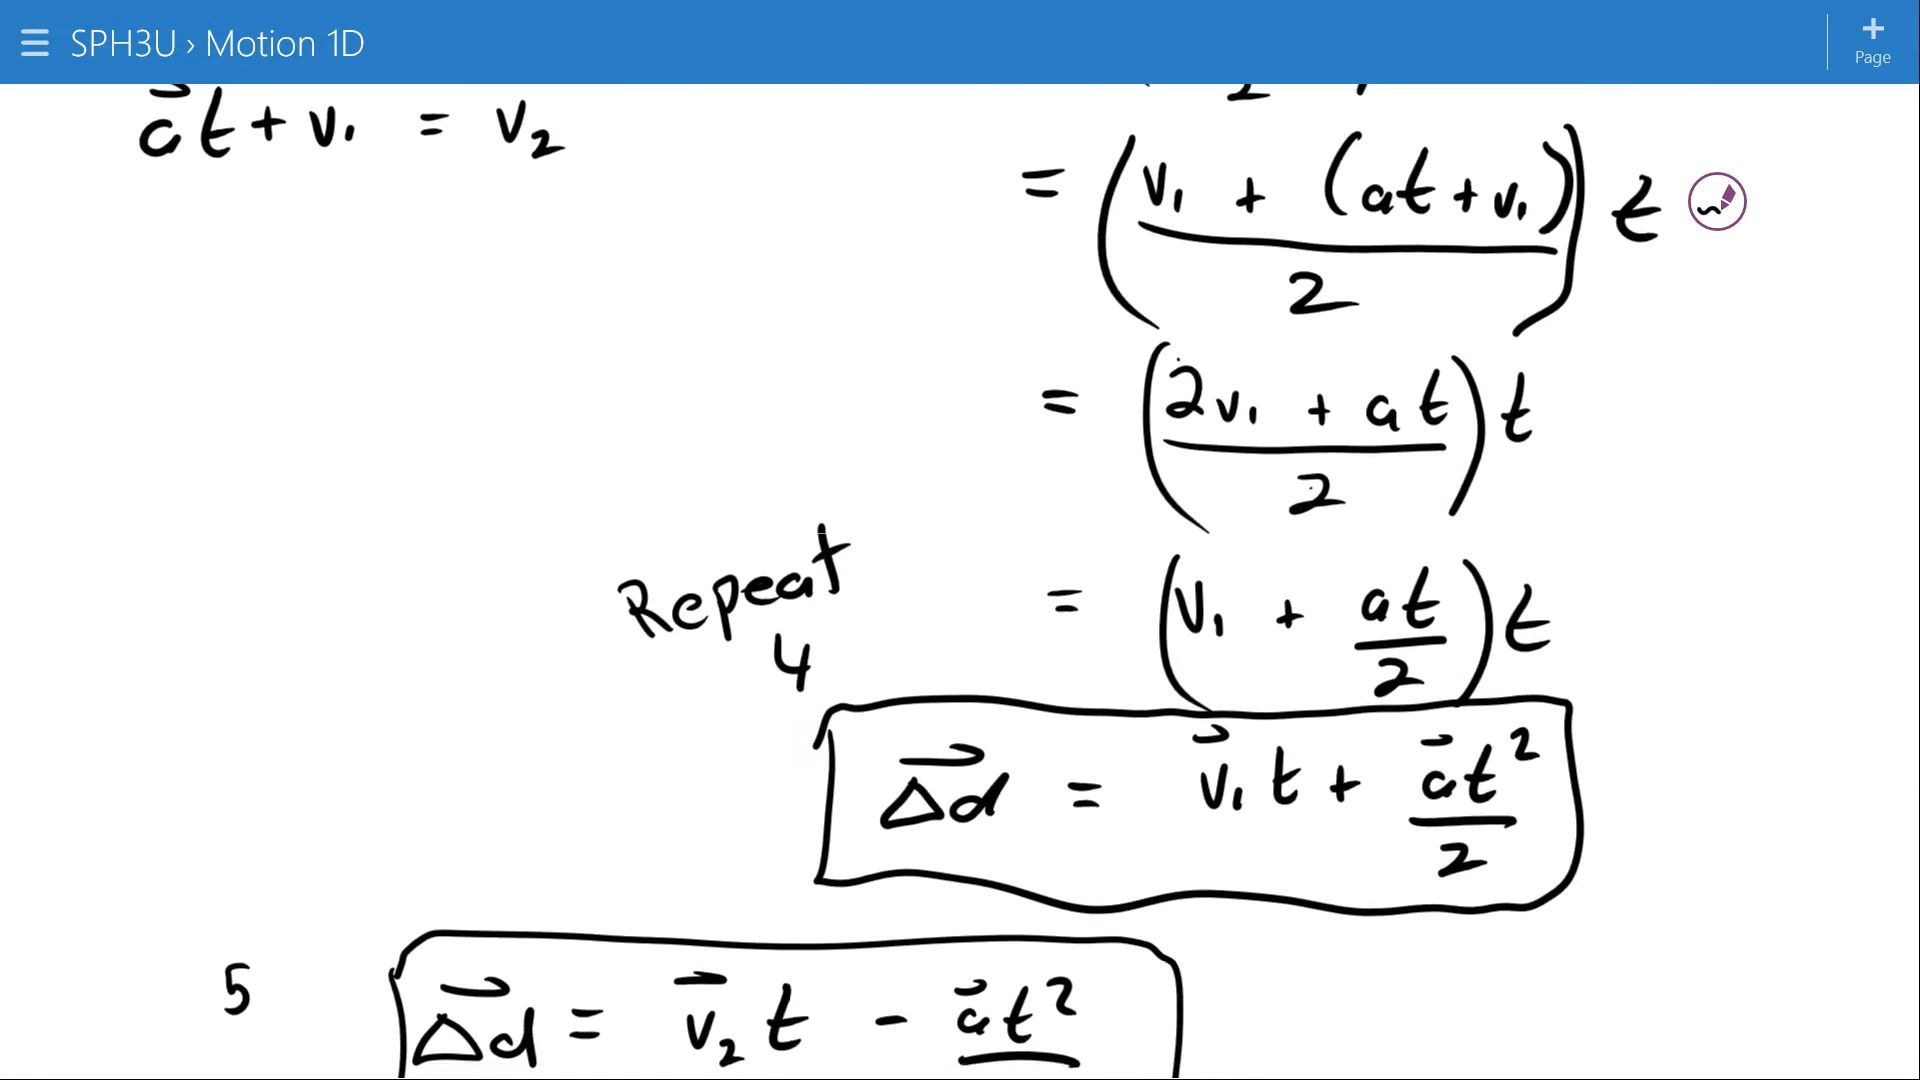 SPH3U › Motion 1D
Page
a⃗t + v₁ = v₂
= (v₁ + (at + v₁) / 2) t
= (2v₁ + at / 2) t
Repeat
4
= (v₁ + at/2) t
Δd⃗ = v⃗₁t + a⃗t²/2
5
Δd⃗ = v⃗₂t - a⃗t²